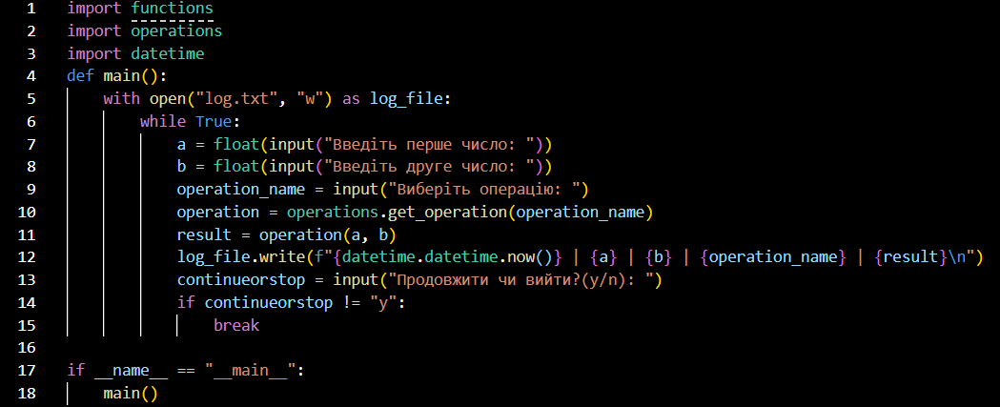 1 import functions
2 import operations
3 import datetime
4 def main():
5     with open("log.txt", "w") as log_file:
6         while True:
7             a = float(input("Введіть перше число: "))
8             b = float(input("Введіть друге число: "))
9             operation_name = input("Виберіть операцію: ")
10             operation = operations.get_operation(operation_name)
11             result = operation(a, b)
12             log_file.write(f"{datetime.datetime.now()} | {a} | {b} | {operation_name} | {result}\n")
13             continueorstop = input("Продовжити чи вийти?(y/n): ")
14             if continueorstop != "y":
15                 break
16
17 if __name__ == "__main__":
18     main()